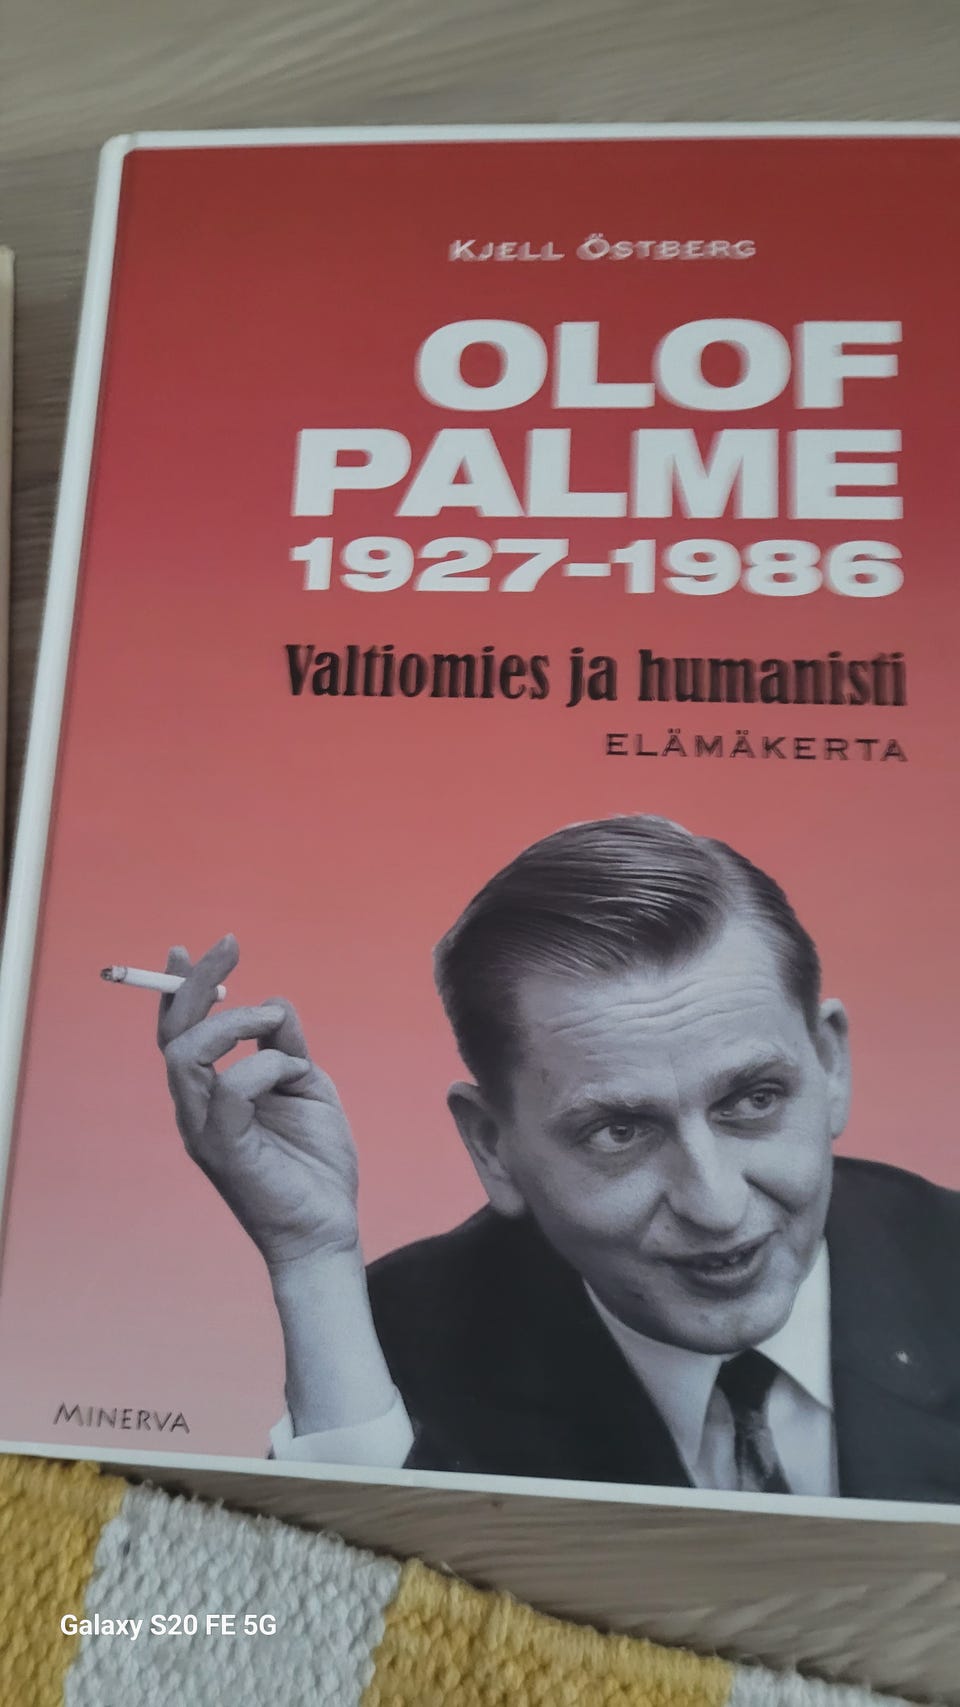 KJELL ÖSTBERG
OLOF
PALME
1927-1986
Valtiomies ja humanisti
ELÄMÄKERTA
MINERVA
Galaxy S20 FE 5G